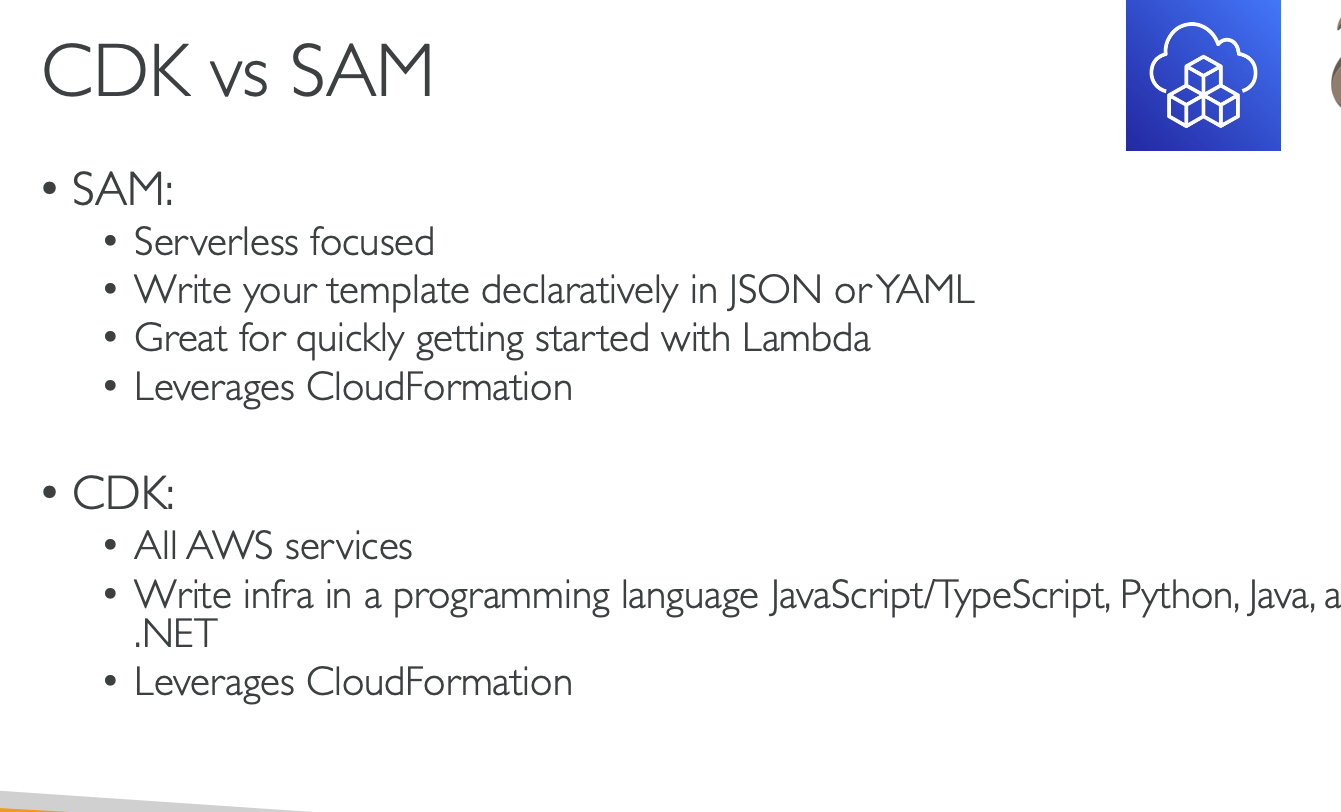 CDK vs SAM
• SAM:
• Serverless focused
• Write your template declaratively in JSON or YAML
• Great for quickly getting started with Lambda
• Leverages CloudFormation
• CDK:
• All AWS services
• Write infra in a programming language JavaScript/TypeScript, Python, Java,
.NET
• Leverages CloudFormation